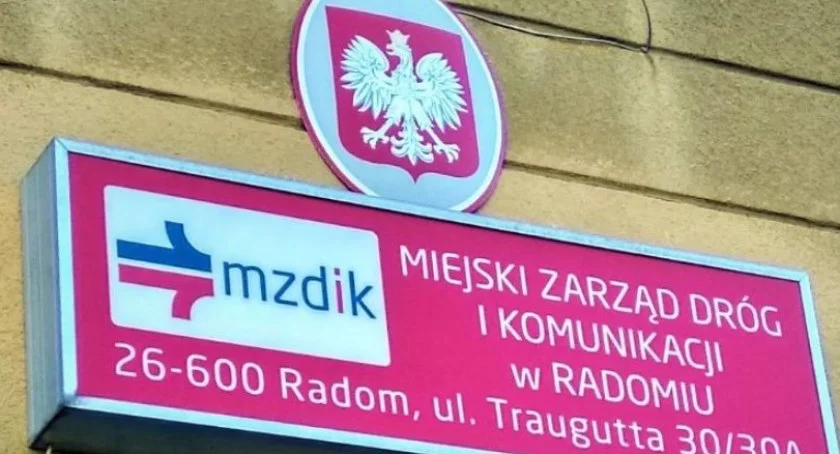 mzdik
MIEJSKI ZARZĄD DRÓG
I KOMUNIKACJI
w RADOMIU
26-600 Radom, ul. Traugutta 30/30A